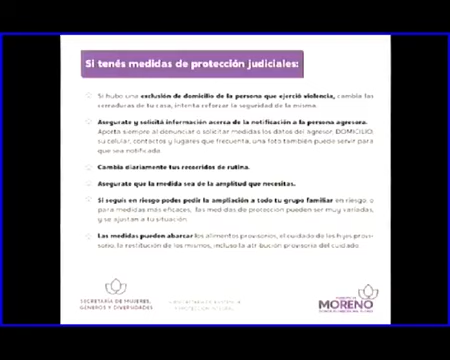 Si tenés medidas de protección judiciales:
Si hubo una exclusión de domicilio de la persona que ejerció violencia, cambia las
cerraduras de tu casa, intenta reforzar la seguridad de la misma.
Asegurate y solicitá información acerca de la notificación a la persona agresora.
Aportá siempre al denunciar o solicitar medidas los datos del agresor, DOMICILIO,
su celular, contactos y lugares que frecuenta, una foto también puede servir para
que sea notificada.
Cambia diariamente tus recorridos de rutina.
Asegurate que la medida sea de la amplitud que necesitas.
Si seguís en riesgo podes pedir la ampliación a todo tu grupo familiar en riesgo, o
para medidas más eficaces, las medidas de protección pueden ser muy variadas,
y se ajustan a tu situación.
Las medidas pueden abarcar los alimentos provisorios, el cuidado de les hijes provi-
sorio, la restitución de los mismos, incluso la atribución provisoria del cuidado.
SECRETARÍA DE MUJERES,
GÉNEROS Y DIVERSIDADES
MORENO